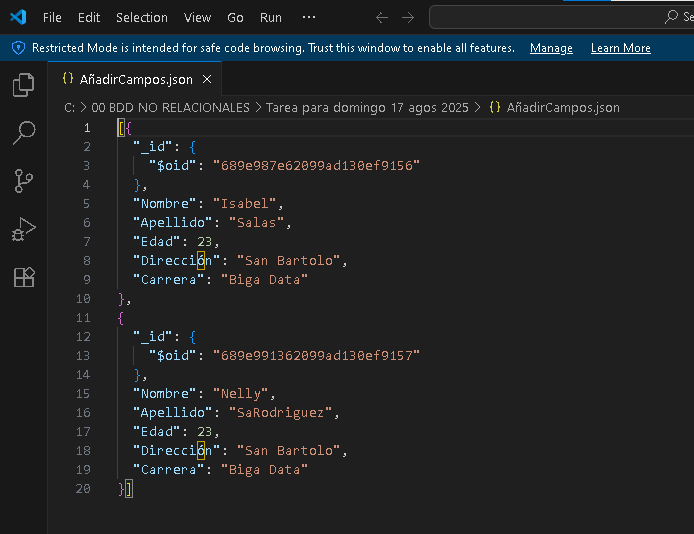 File Edit Selection View Go Run ···
Restricted Mode is intended for safe code browsing. Trust this window to enable all features. Manage Learn More
{} AñadirCampos.json ×
C: > 00 BDD NO RELACIONALES > Tarea para domingo 17 agos 2025 > {} AñadirCampos.json
1 [{
2 "_id": {
3 "$oid": "689e987e62099ad130ef9156"
4 },
5 "Nombre": "Isabel",
6 "Apellido": "Salas",
7 "Edad": 23,
8 "Dirección": "San Bartolo",
9 "Carrera": "Biga Data"
10 },
11 {
12 "_id": {
13 "$oid": "689e991362099ad130ef9157"
14 },
15 "Nombre": "Nelly",
16 "Apellido": "SaRodriguez",
17 "Edad": 23,
18 "Dirección": "San Bartolo",
19 "Carrera": "Biga Data"
20 }]